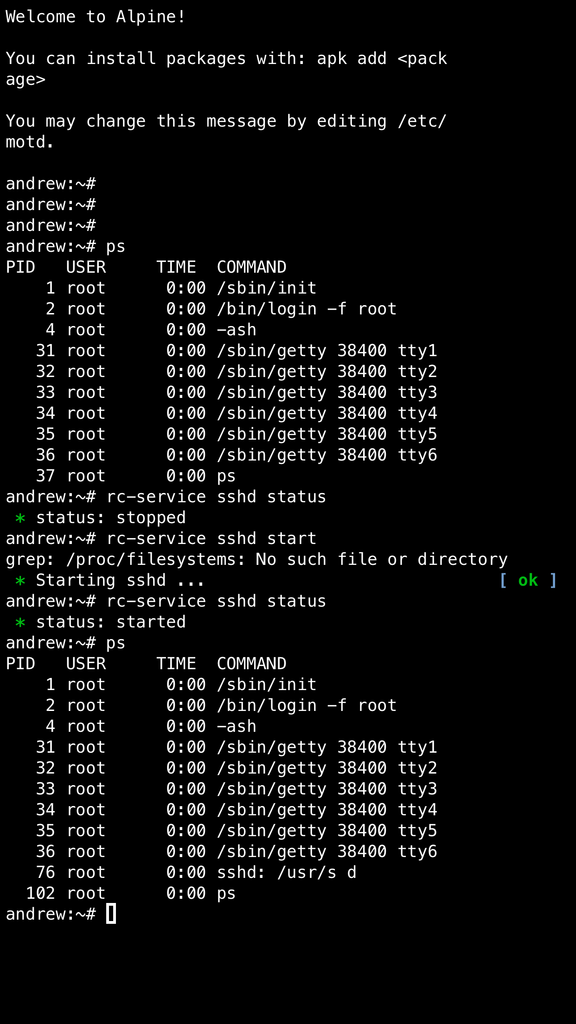 Welcome to Alpine!
You can install packages with: apk add <pack
age>
You may change this message by editing /etc/
motd.
andrew:~#
andrew:~#
andrew:~#
andrew:~# ps
PID   USER     TIME  COMMAND
    1 root      0:00 /sbin/init
    2 root      0:00 /bin/login -f root
    4 root      0:00 -ash
   31 root      0:00 /sbin/getty 38400 tty1
   32 root      0:00 /sbin/getty 38400 tty2
   33 root      0:00 /sbin/getty 38400 tty3
   34 root      0:00 /sbin/getty 38400 tty4
   35 root      0:00 /sbin/getty 38400 tty5
   36 root      0:00 /sbin/getty 38400 tty6
   37 root      0:00 ps
andrew:~# rc-service sshd status
 * status: stopped
andrew:~# rc-service sshd start
grep: /proc/filesystems: No such file or directory
 * Starting sshd ...                             [ ok ]
andrew:~# rc-service sshd status
 * status: started
andrew:~# ps
PID   USER     TIME  COMMAND
    1 root      0:00 /sbin/init
    2 root      0:00 /bin/login -f root
    4 root      0:00 -ash
   31 root      0:00 /sbin/getty 38400 tty1
   32 root      0:00 /sbin/getty 38400 tty2
   33 root      0:00 /sbin/getty 38400 tty3
   34 root      0:00 /sbin/getty 38400 tty4
   35 root      0:00 /sbin/getty 38400 tty5
   36 root      0:00 /sbin/getty 38400 tty6
   76 root      0:00 sshd: /usr/s d
  102 root      0:00 ps
andrew:~#